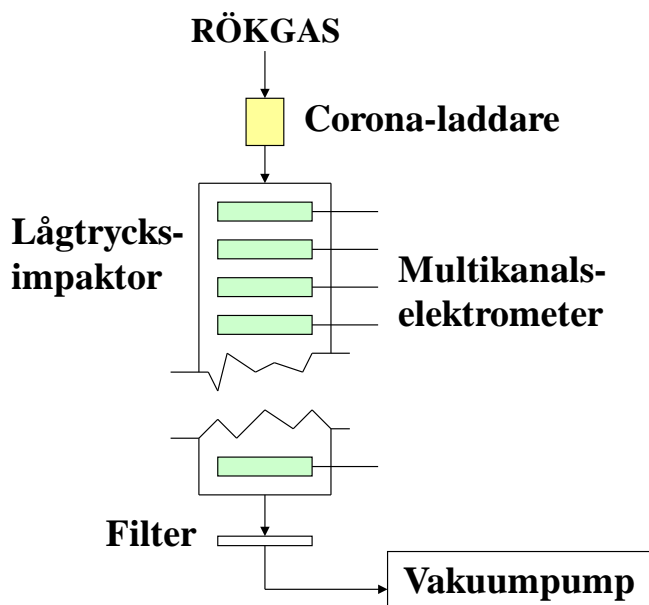 RÖKGAS
Corona-laddare
Lågtrycks-
impaktor
Multikanals-
elektrometer
Filter
Vakuumpump